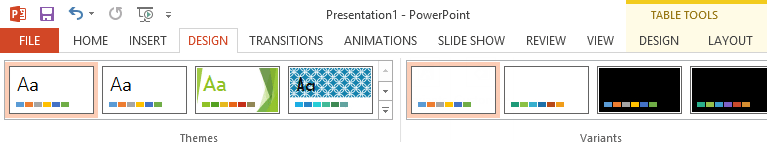 Presentation1 - PowerPoint TABLE TOOLS
FILE HOME INSERT DESIGN TRANSITIONS ANIMATIONS SLIDE SHOW REVIEW VIEW DESIGN LAYOUT
Aa Aa Aa Aa
Themes Variants